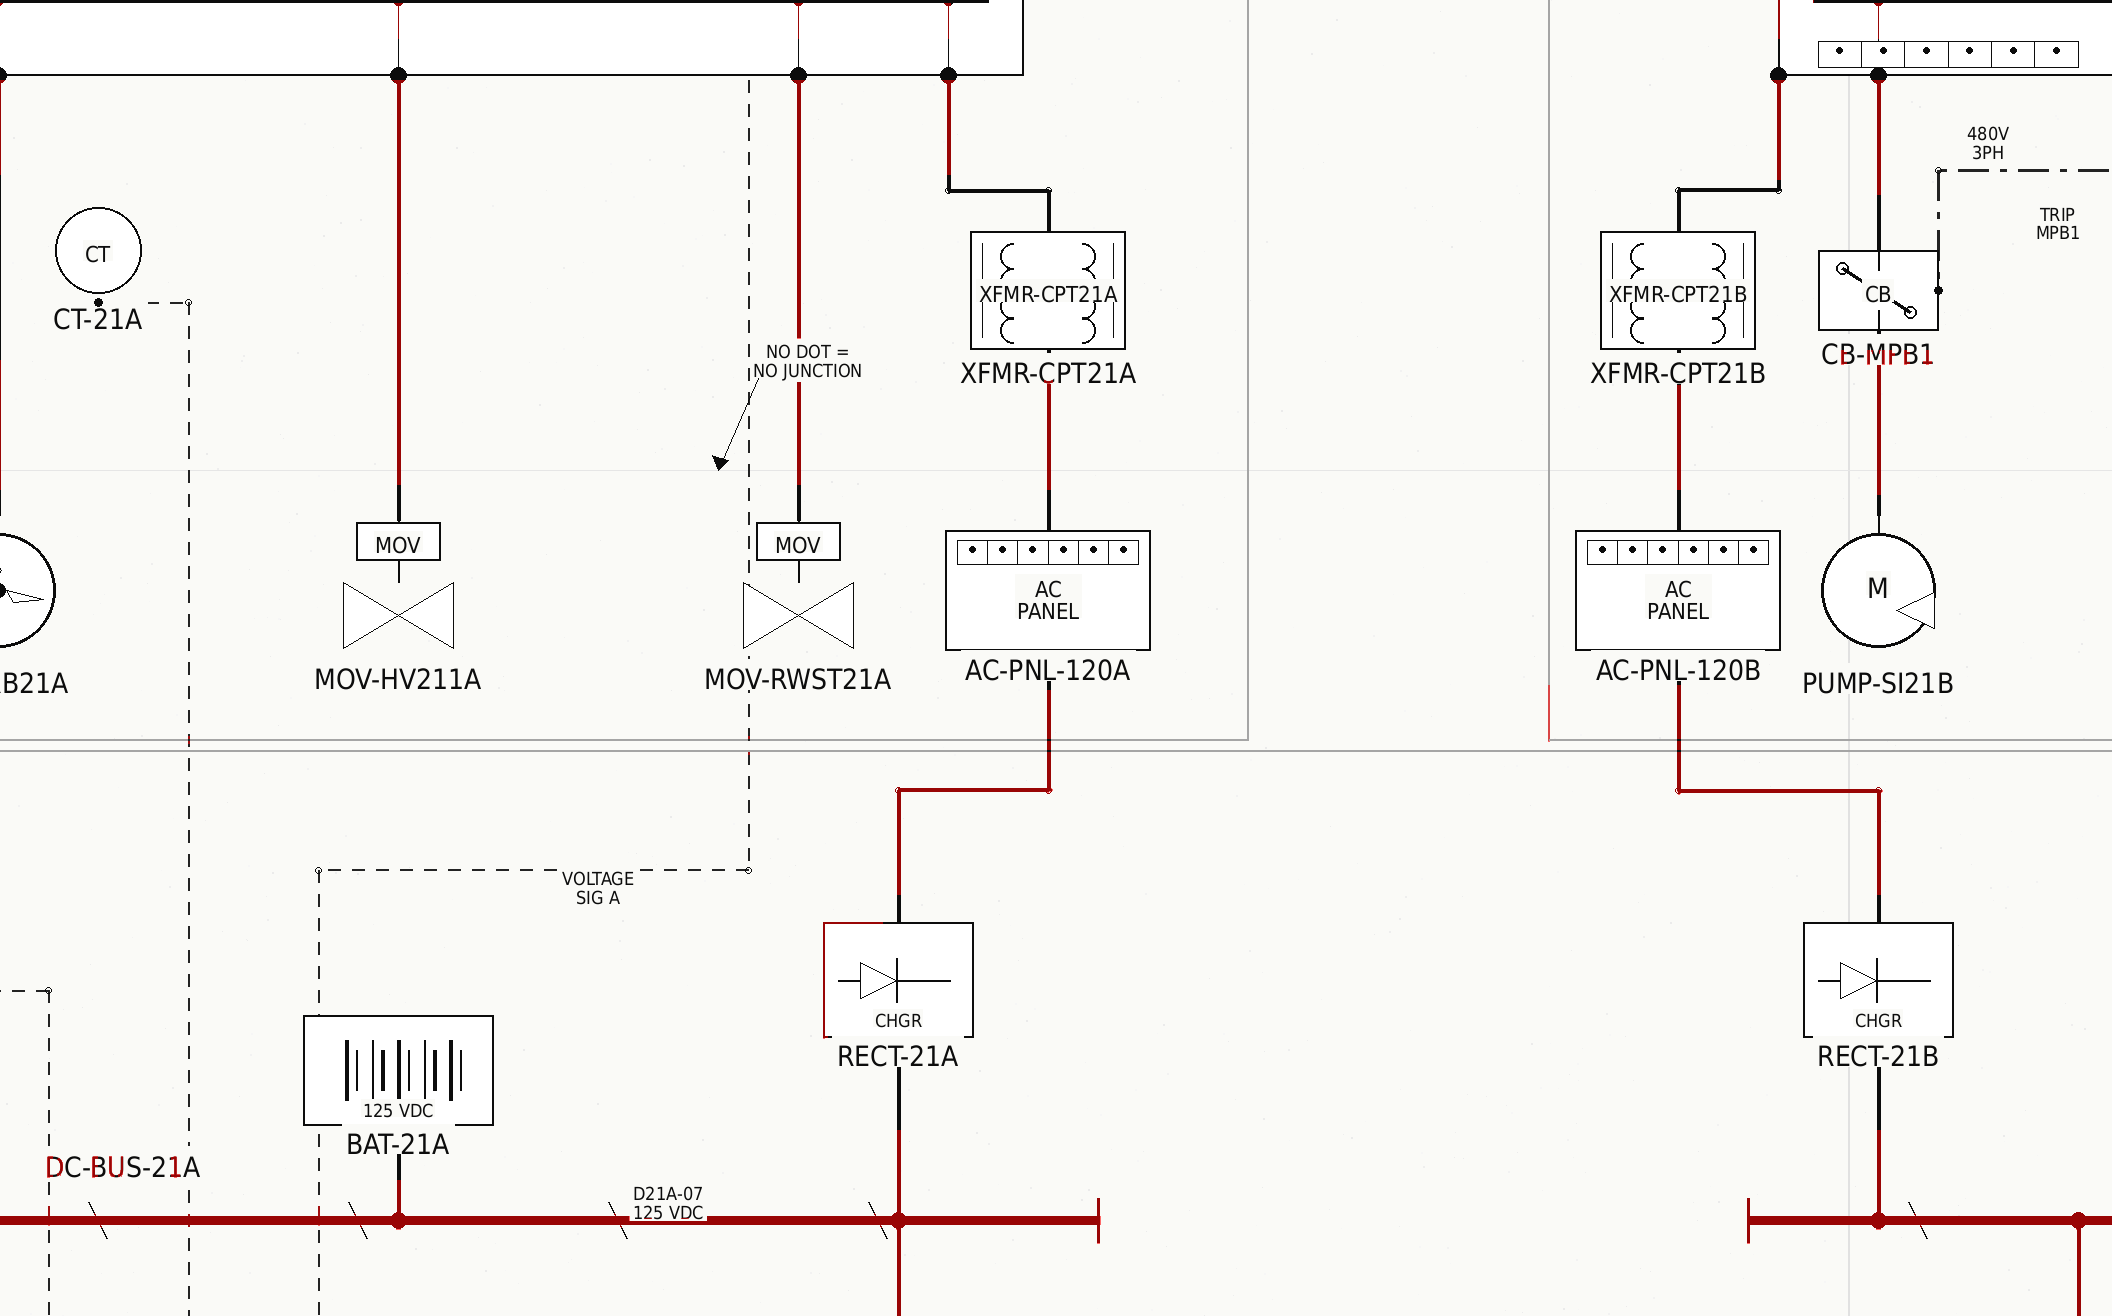 480V
3PH
TRIP
MPB1
CT
CT-21A
XFMR-CPT21A
XFMR-CPT21A
XFMR-CPT21B
XFMR-CPT21B
CB
CB-MPB1
NO DOT =
NO JUNCTION
MOV
MOV
MOV-HV211A
MOV-RWST21A
AC
PANEL
AC-PNL-120A
AC
PANEL
AC-PNL-120B
M
PUMP-SI21B
B21A
VOLTAGE
SIG A
CHGR
RECT-21A
CHGR
RECT-21B
125 VDC
BAT-21A
DC-BUS-21A
D21A-07
125 VDC